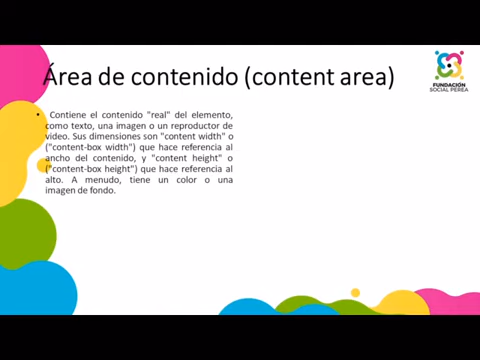 FUNDACIÓN
SOCIAL PEREA
Área de contenido (content area)
• Contiene el contenido "real" del elemento,
como texto, una imagen o un reproductor de
video. Sus dimensiones son "content width" o
("content-box width") que hace referencia al
ancho del contenido, y "content height" o
("content-box height") que hace referencia al
alto. A menudo, tiene un color o una
imagen de fondo.